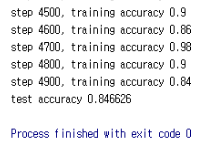 step 4500, training accuracy 0.9
step 4600, training accuracy 0.86
step 4700, training accuracy 0.98
step 4800, training accuracy 0.9
step 4900, training accuracy 0.84
test accuracy 0.846626
Process finished with exit code 0